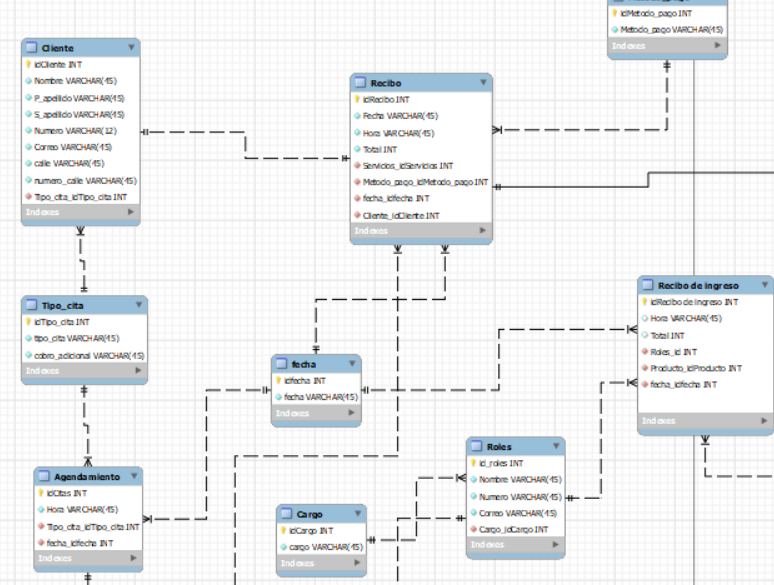 Cliente
idCliente INT
Nombre VARCHAR(45)
P_apellido VARCHAR(45)
S_apellido VARCHAR(45)
Numero VARCHAR(12)
Correo VARCHAR(45)
calle VARCHAR(45)
numero_calle VARCHAR(45)
Tipo_cita_idTipo_cita INT
Indexes
Recibo
idRecibo INT
Fecha VARCHAR(45)
Hora VARCHAR(45)
Total INT
Servicios_idServicios INT
Metodo_pago_idMetodo_pago INT
fecha_idfecha INT
Cliente_idCliente INT
Indexes
idMetodo_pago INT
Metodo_pago VARCHAR(45)
Indexes
Tipo_cita
idTipo_cita INT
tipo_cita VARCHAR(45)
cobro_adicional VARCHAR(45)
Indexes
fecha
idfecha INT
fecha VARCHAR(45)
Indexes
Recibo de ingreso
idRecibo de ingreso INT
Hora VARCHAR(45)
Total INT
Roles_id INT
Producto_idProducto INT
fecha_idfecha INT
Indexes
Agendamiento
idCitas INT
Hora VARCHAR(45)
Tipo_cita_idTipo_cita INT
fecha_idfecha INT
Indexes
Cargo
idCargo INT
cargo VARCHAR(45)
Indexes
Roles
id_roles INT
Nombre VARCHAR(45)
Numero VARCHAR(45)
Correo VARCHAR(45)
Cargo_idCargo INT
Indexes